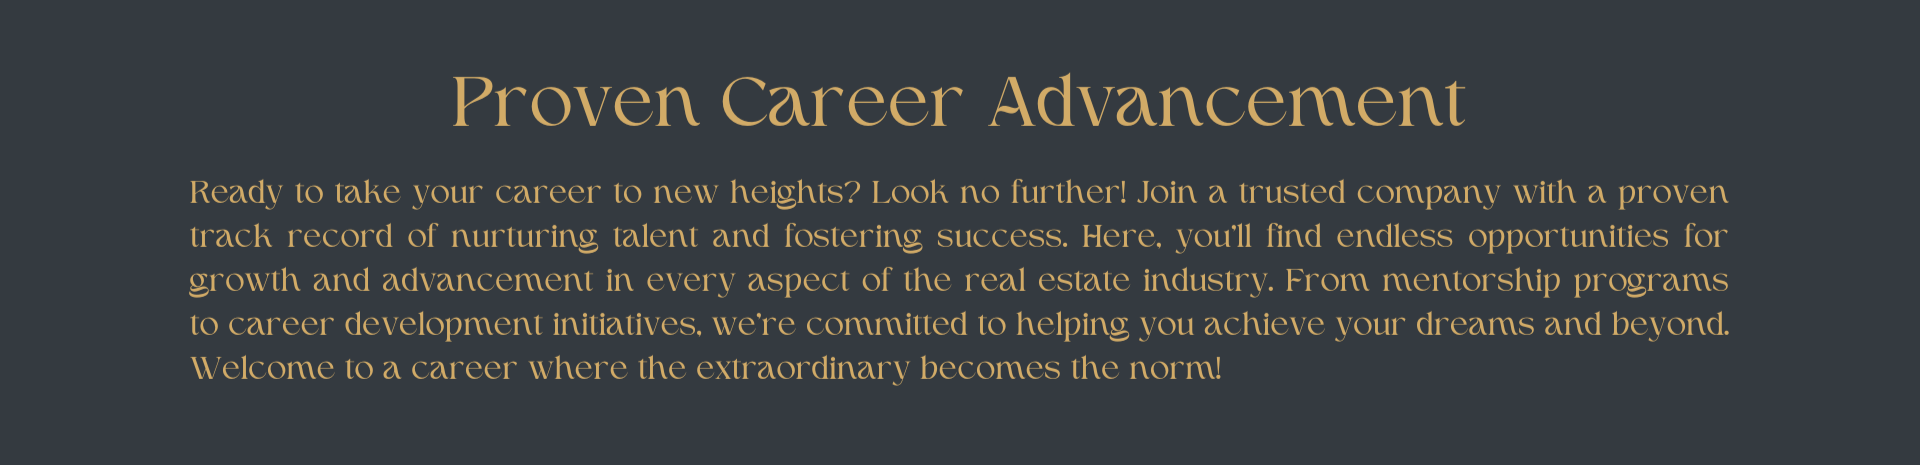 Proven Career Advancement
Ready to take your career to new heights? Look no further! Join a trusted company with a proven
track record of nurturing talent and fostering success. Here, you'll find endless opportunities for
growth and advancement in every aspect of the real estate industry. From mentorship programs
to career development initiatives, we're committed to helping you achieve your dreams and beyond.
Welcome to a career where the extraordinary becomes the norm!